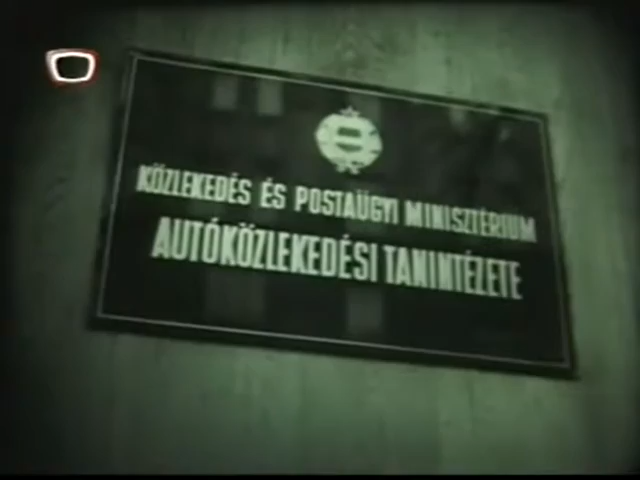 KÖZLEKEDÉS ÉS POSTAÜGYI MINISZTÉRIUM
AUTÓKÖZLEKEDÉSI TANINTÉZETE